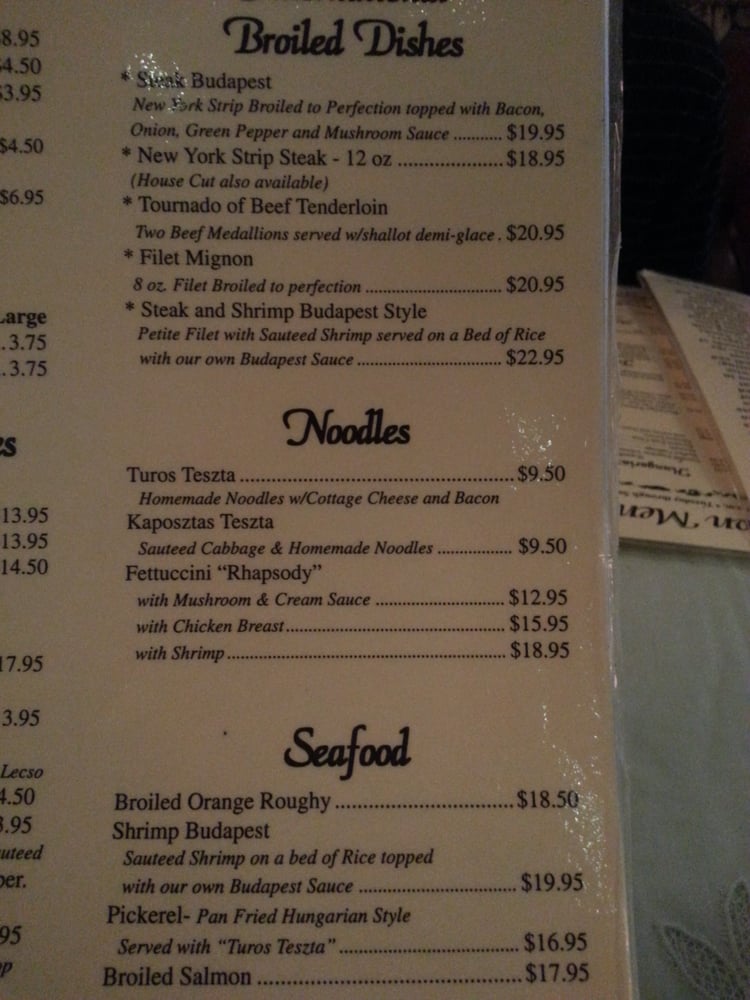 Broiled Dishes
* Steak Budapest
New York Strip Broiled to Perfection topped with Bacon,
Onion, Green Pepper and Mushroom Sauce ........... $19.95
* New York Strip Steak - 12 oz .................. $18.95
(House Cut also available)
* Tournado of Beef Tenderloin
Two Beef Medallions served w/shallot demi-glace . $20.95
* Filet Mignon
8 oz. Filet Broiled to perfection .............................. $20.95
* Steak and Shrimp Budapest Style
Petite Filet with Sauteed Shrimp served on a Bed of Rice
with our own Budapest Sauce ................................ $22.95
Noodles
Turos Teszta .................................................. $9.50
Homemade Noodles w/Cottage Cheese and Bacon
Kaposztas Teszta
Sauteed Cabbage & Homemade Noodles ................. $9.50
Fettuccini “Rhapsody”
with Mushroom & Cream Sauce ............................. $12.95
with Chicken Breast ................................................. $15.95
with Shrimp ............................................................. $18.95
Seafood
Broiled Orange Roughy ................................ $18.50
Shrimp Budapest
Sauteed Shrimp on a bed of Rice topped
with our own Budapest Sauce ................................... $19.95
Pickerel- Pan Fried Hungarian Style
Served with “Turos Teszta” ........................................ $16.95
Broiled Salmon ............................................... $17.95
8.95
4.50
3.95
$4.50
$6.95
Large
3.75
3.75
13.95
13.95
14.50
17.95
3.95
Lecso
4.50
3.95
95